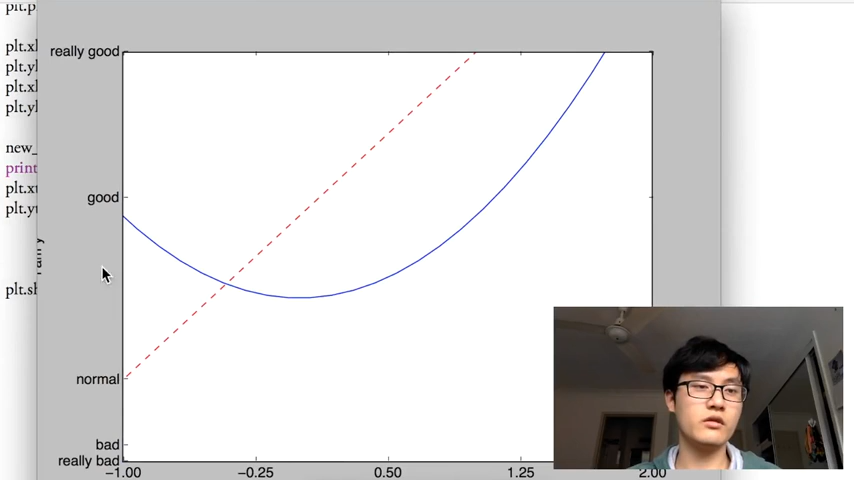 plt.p
plt.xl
plt.yl
plt.xl
plt.yl
new_
print
plt.xt
plt.yt
plt.sh
really good
good
normal
bad
really bad
−1.00 −0.25 0.50 1.25 2.00